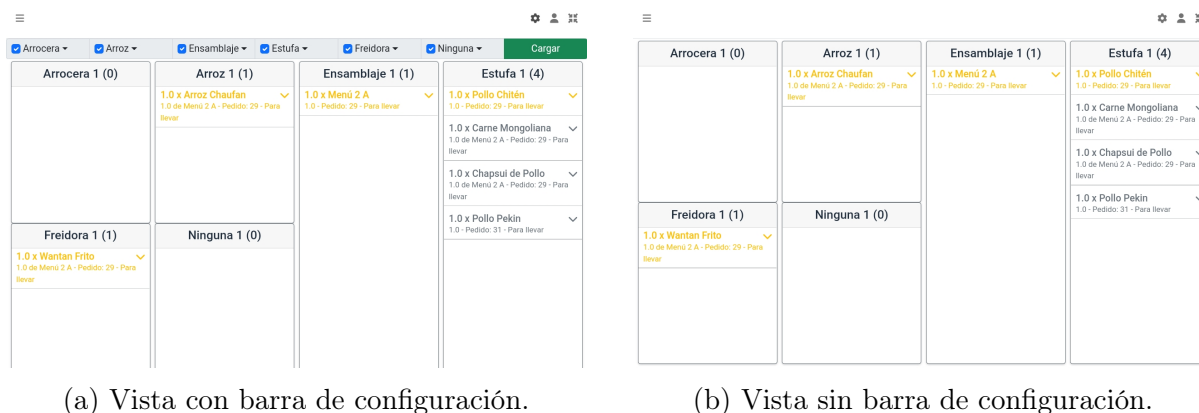 Arrocera Arroz Ensamblaje Estufa Freidora Ninguna Cargar
Arrocera 1 (0)
Arroz 1 (1)
1.0 x Arroz Chaufan
1.0 de Menú 2 A - Pedido: 29 - Para
llevar
Ensamblaje 1 (1)
1.0 x Menú 2 A
1.0 - Pedido: 29 - Para llevar
Estufa 1 (4)
1.0 x Pollo Chitén
1.0 - Pedido: 29 - Para llevar
1.0 x Carne Mongoliana
1.0 de Menú 2 A - Pedido: 29 - Para
llevar
1.0 x Chapsui de Pollo
1.0 de Menú 2 A - Pedido: 29 - Para
llevar
1.0 x Pollo Pekin
1.0 - Pedido: 31 - Para llevar
Freidora 1 (1)
1.0 x Wantan Frito
1.0 de Menú 2 A - Pedido: 29 - Para
llevar
Ninguna 1 (0)
(a) Vista con barra de configuración.
Arrocera 1 (0)
Arroz 1 (1)
1.0 x Arroz Chaufan
1.0 de Menú 2 A - Pedido: 29 - Para
llevar
Ensamblaje 1 (1)
1.0 x Menú 2 A
1.0 - Pedido: 29 - Para llevar
Estufa 1 (4)
1.0 x Pollo Chitén
1.0 - Pedido: 29 - Para llevar
1.0 x Carne Mongoliana
1.0 de Menú 2 A - Pedido: 29 - Para
llevar
1.0 x Chapsui de Pollo
1.0 de Menú 2 A - Pedido: 29 - Para
llevar
1.0 x Pollo Pekin
1.0 - Pedido: 31 - Para llevar
Freidora 1 (1)
1.0 x Wantan Frito
1.0 de Menú 2 A - Pedido: 29 - Para
llevar
Ninguna 1 (0)
(b) Vista sin barra de configuración.